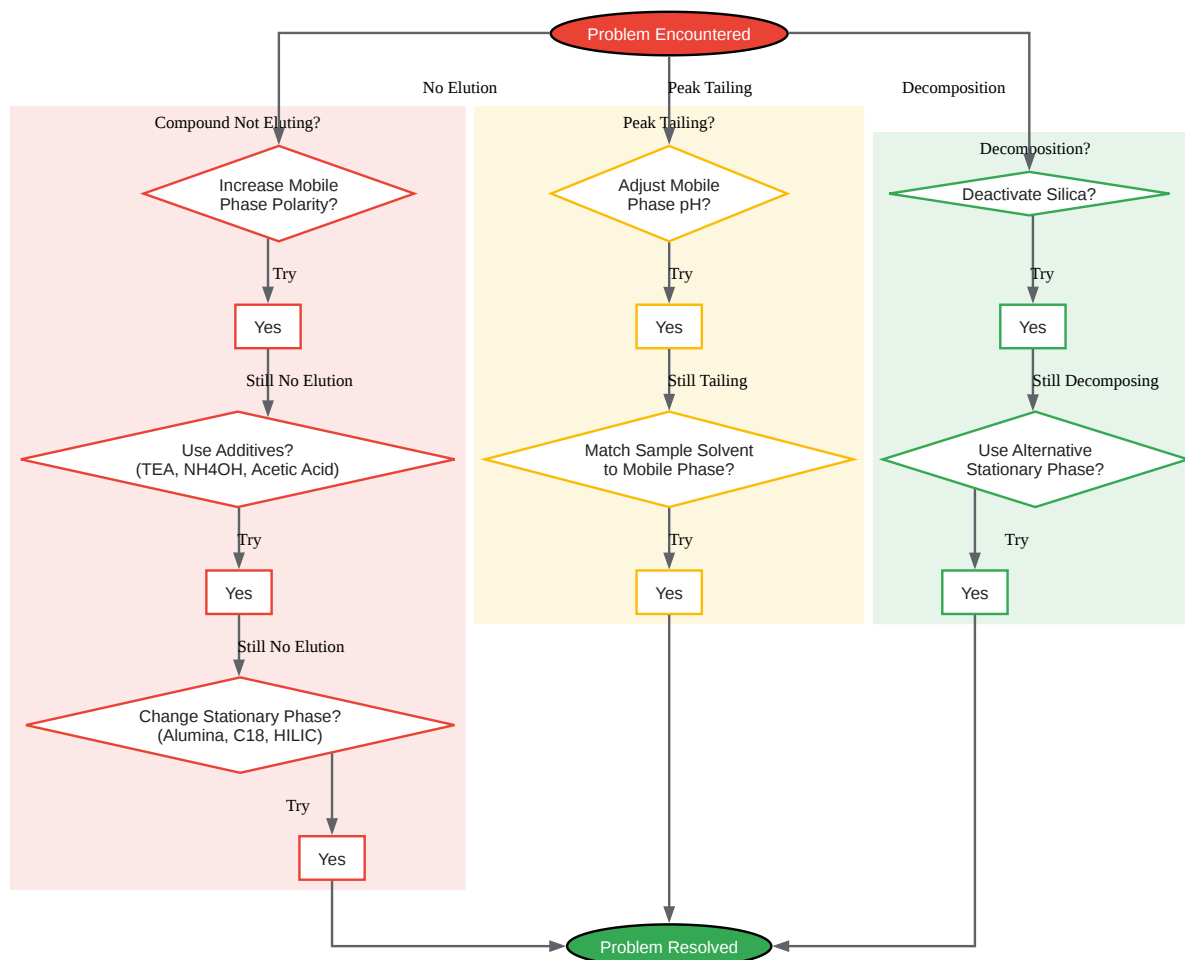 Problem Encountered
No Elution
Peak Tailing
Decomposition
Compound Not Eluting?
Peak Tailing?
Decomposition?
Increase Mobile
Phase Polarity?
Adjust Mobile
Phase pH?
Deactivate Silica?
Try
Try
Try
Yes
Yes
Yes
Still No Elution
Still Tailing
Still Decomposing
Use Additives?
(TEA, NH4OH, Acetic Acid)
Match Sample Solvent
to Mobile Phase?
Use Alternative
Stationary Phase?
Try
Try
Try
Yes
Yes
Yes
Still No Elution
Change Stationary Phase?
(Alumina, C18, HILIC)
Try
Yes
Problem Resolved